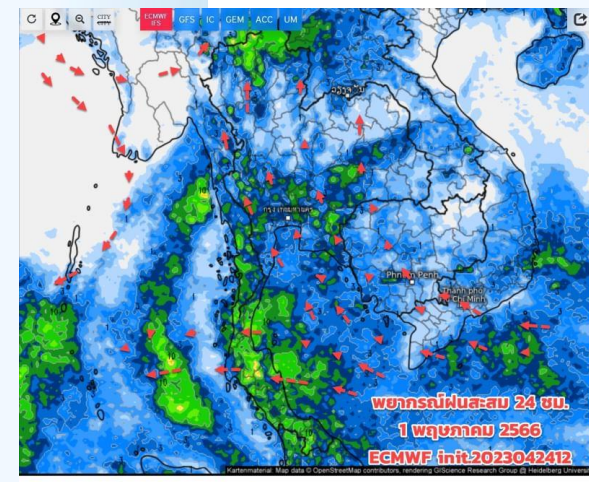 CITY
CITY
ECMWF
IFS
GFS IC GEM ACC UM
กรุงเทพมหานคร
Phnom Penh
Thành phố
Chí Minh
พยากรณ์ฝนสะสม 24 ชม.
1 พฤษภาคม 2566
ECMWF init.2023042412
Kartenmaterial: Map data © OpenStreetMap contributors, rendering GIScience Research Group @ Heidelberg Universi